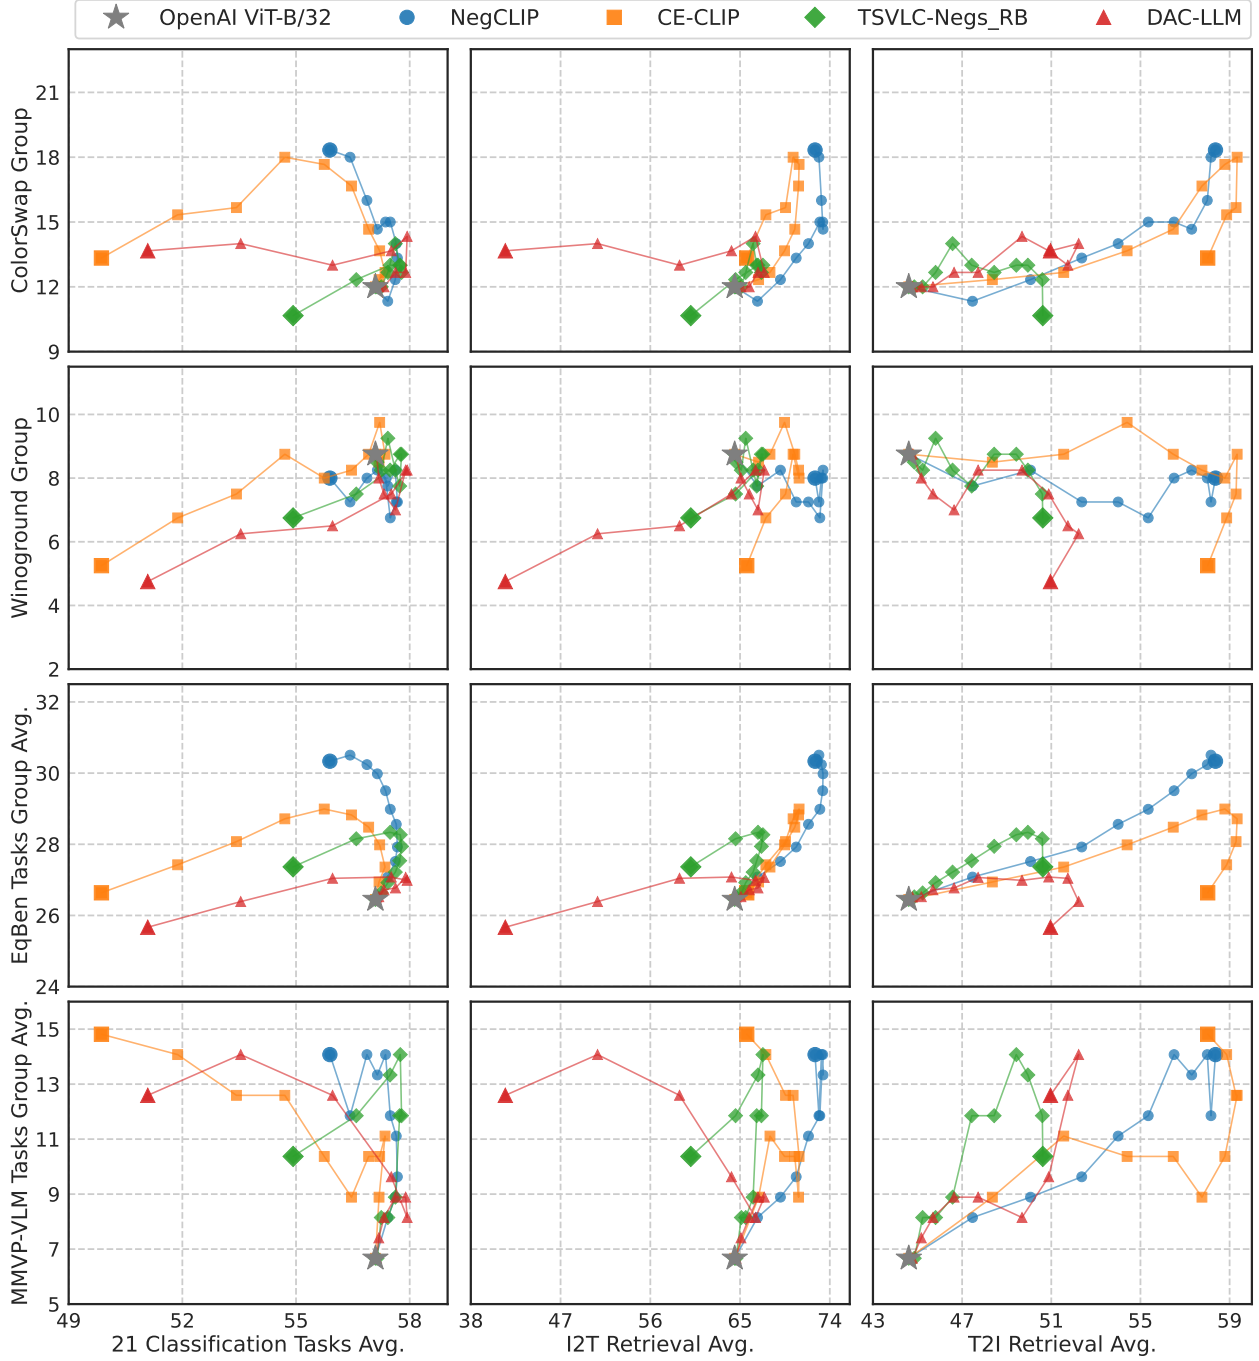 OpenAI ViT-B/32 NegCLIP CE-CLIP TSVLC-Negs_RB DAC-LLM
ColorSwap Group
21
18
15
12
9
Winoground Group
10
8
6
4
2
EqBen Tasks Group Avg.
32
30
28
26
24
MMVP-VLM Tasks Group Avg.
15
13
11
9
7
5
49 52 55 58
21 Classification Tasks Avg.
38 47 56 65 74
I2T Retrieval Avg.
43 47 51 55 59
T2I Retrieval Avg.